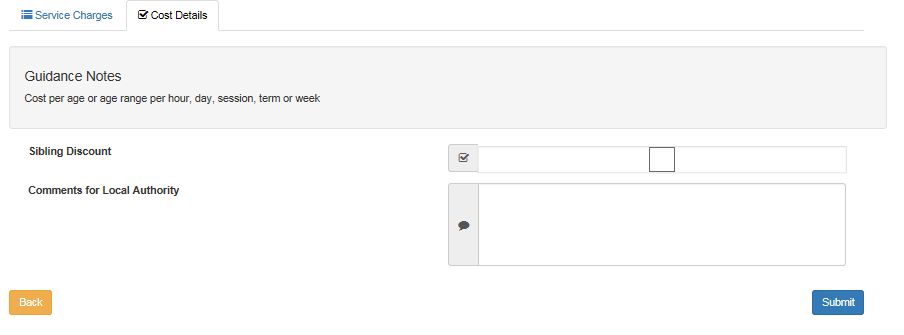 Service Charges
Cost Details
Guidance Notes
Cost per age or age range per hour, day, session, term or week
Sibling Discount
Comments for Local Authority
Back
Submit